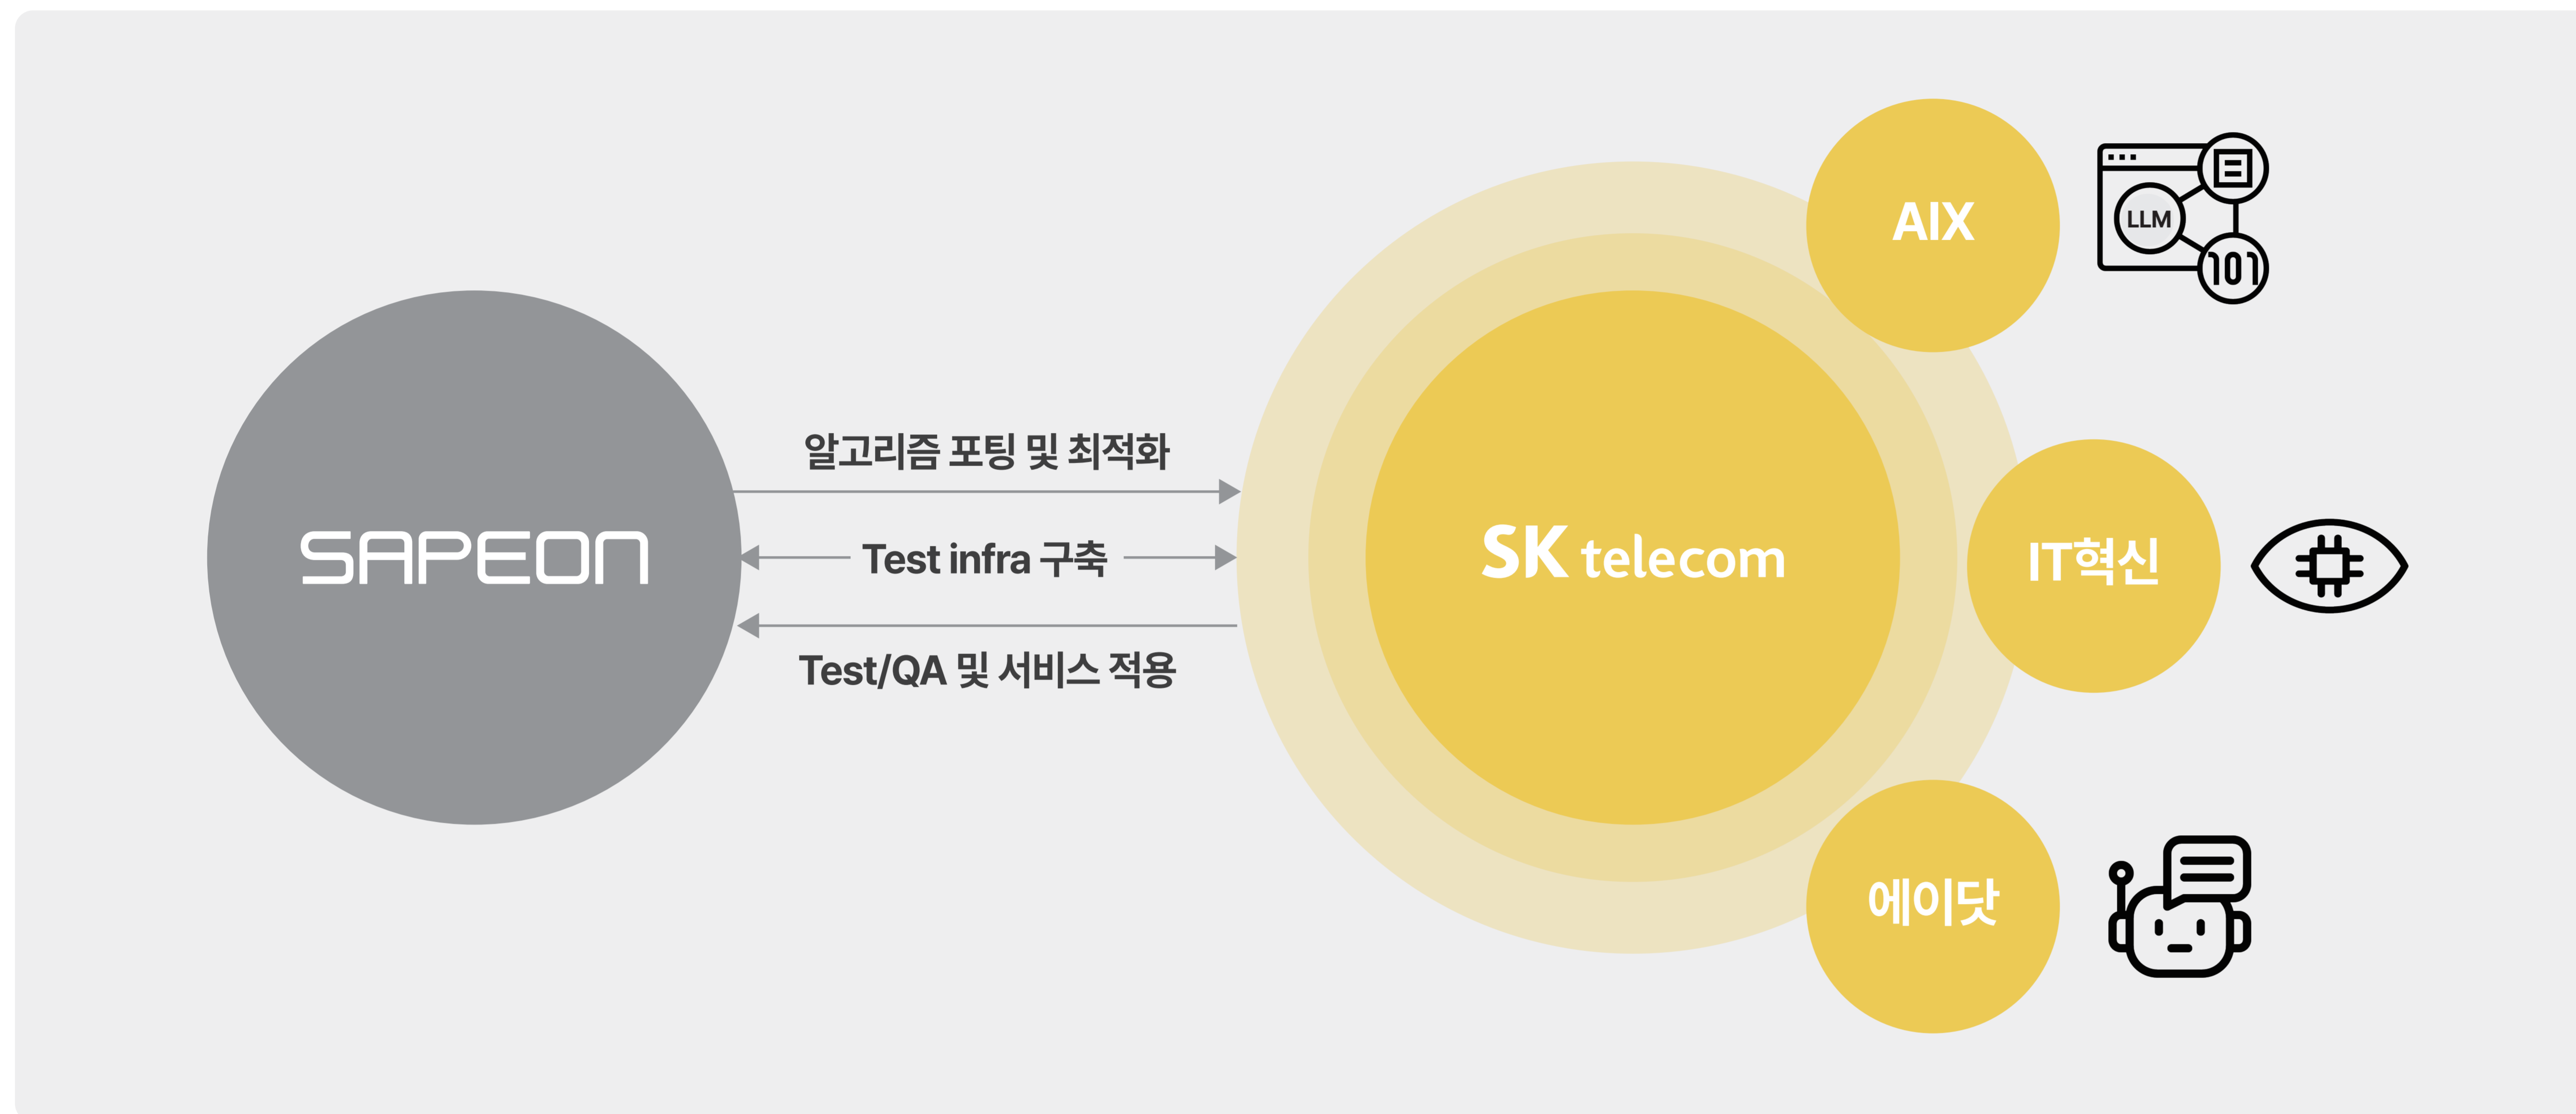 SAPEON
알고리즘 포팅 및 최적화
Test infra 구축
Test/QA 및 서비스 적용
SK telecom
AIX
LLM
101
IT혁신
에이닷